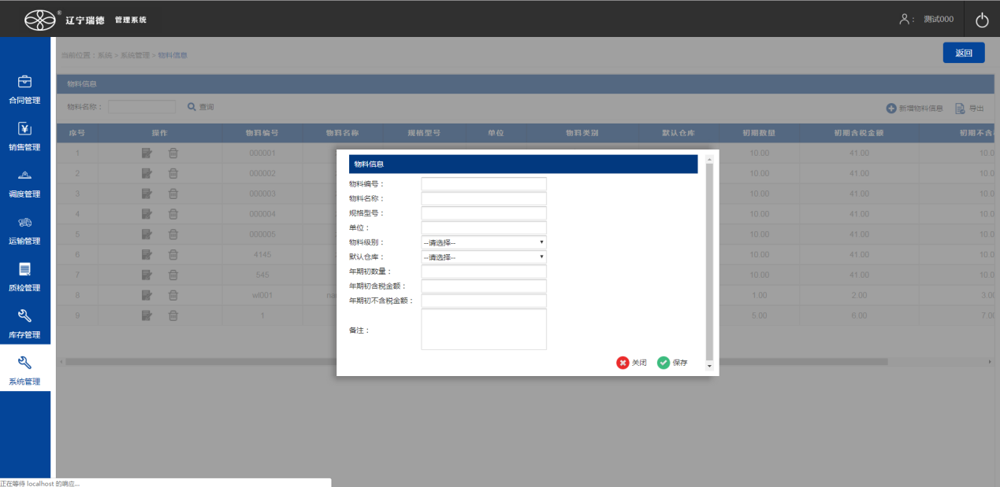 ® 辽宁瑞德 管理系统 : 测试000
当前位置：系统 > 系统管理 > 物料信息 返回
物料信息
物料名称： 查询 新增物料信息 导出
序号 操作 物料编号 物料名称 规格型号 单位 物料类别 默认仓库 初期数量 初期含税金额 初期不含
1 000001 10.00 41.00 10.0
2 000002 10.00 41.00 10.0
3 000003 10.00 41.00 10.0
4 000004 10.00 41.00 10.0
5 000005 10.00 41.00 10.0
6 4145 10.00 41.00 10.0
7 545 10.00 41.00 10.0
8 wl001 na 1.00 2.00 3.00
9 1 5.00 6.00 7.00
合同管理
销售管理
调度管理
运输管理
质检管理
库存管理
系统管理
物料信息
物料编号：
物料名称：
规格型号：
单位：
物料级别： --请选择--
默认仓库： --请选择--
年期初数量：
年期初含税金额：
年期初不含税金额：
备注：
关闭 保存
正在等待 localhost 的响应...